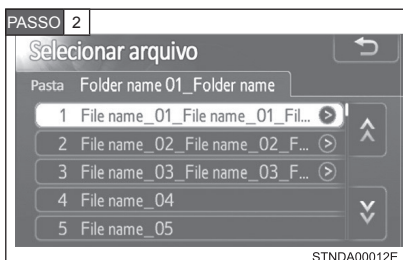 PASSO 2
Selecionar arquivo
Pasta Folder name 01_Folder name
1 File name_01_File name_01_Fil...
2 File name_02_File name_02_F...
3 File name_03_File name_03_F...
4 File name_04
5 File name_05
STNDA00012E